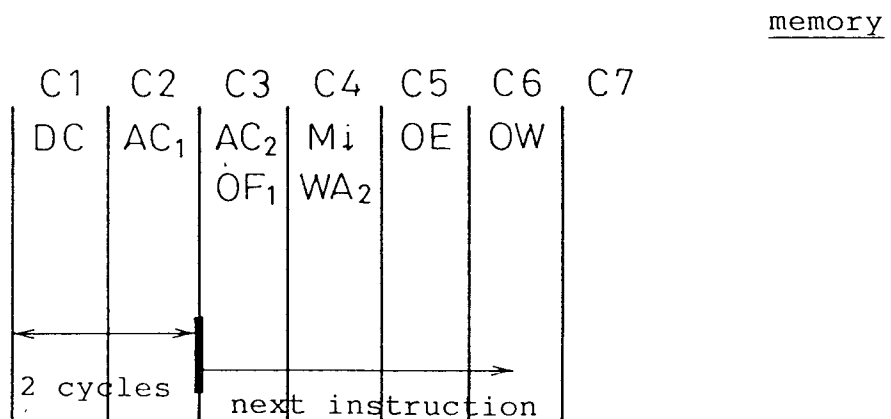 memory
C1 C2 C3 C4 C5 C6 C7
DC AC₁ AC₂ M↓ OE OW
OF₁ WA₂
2 cycles
next instruction